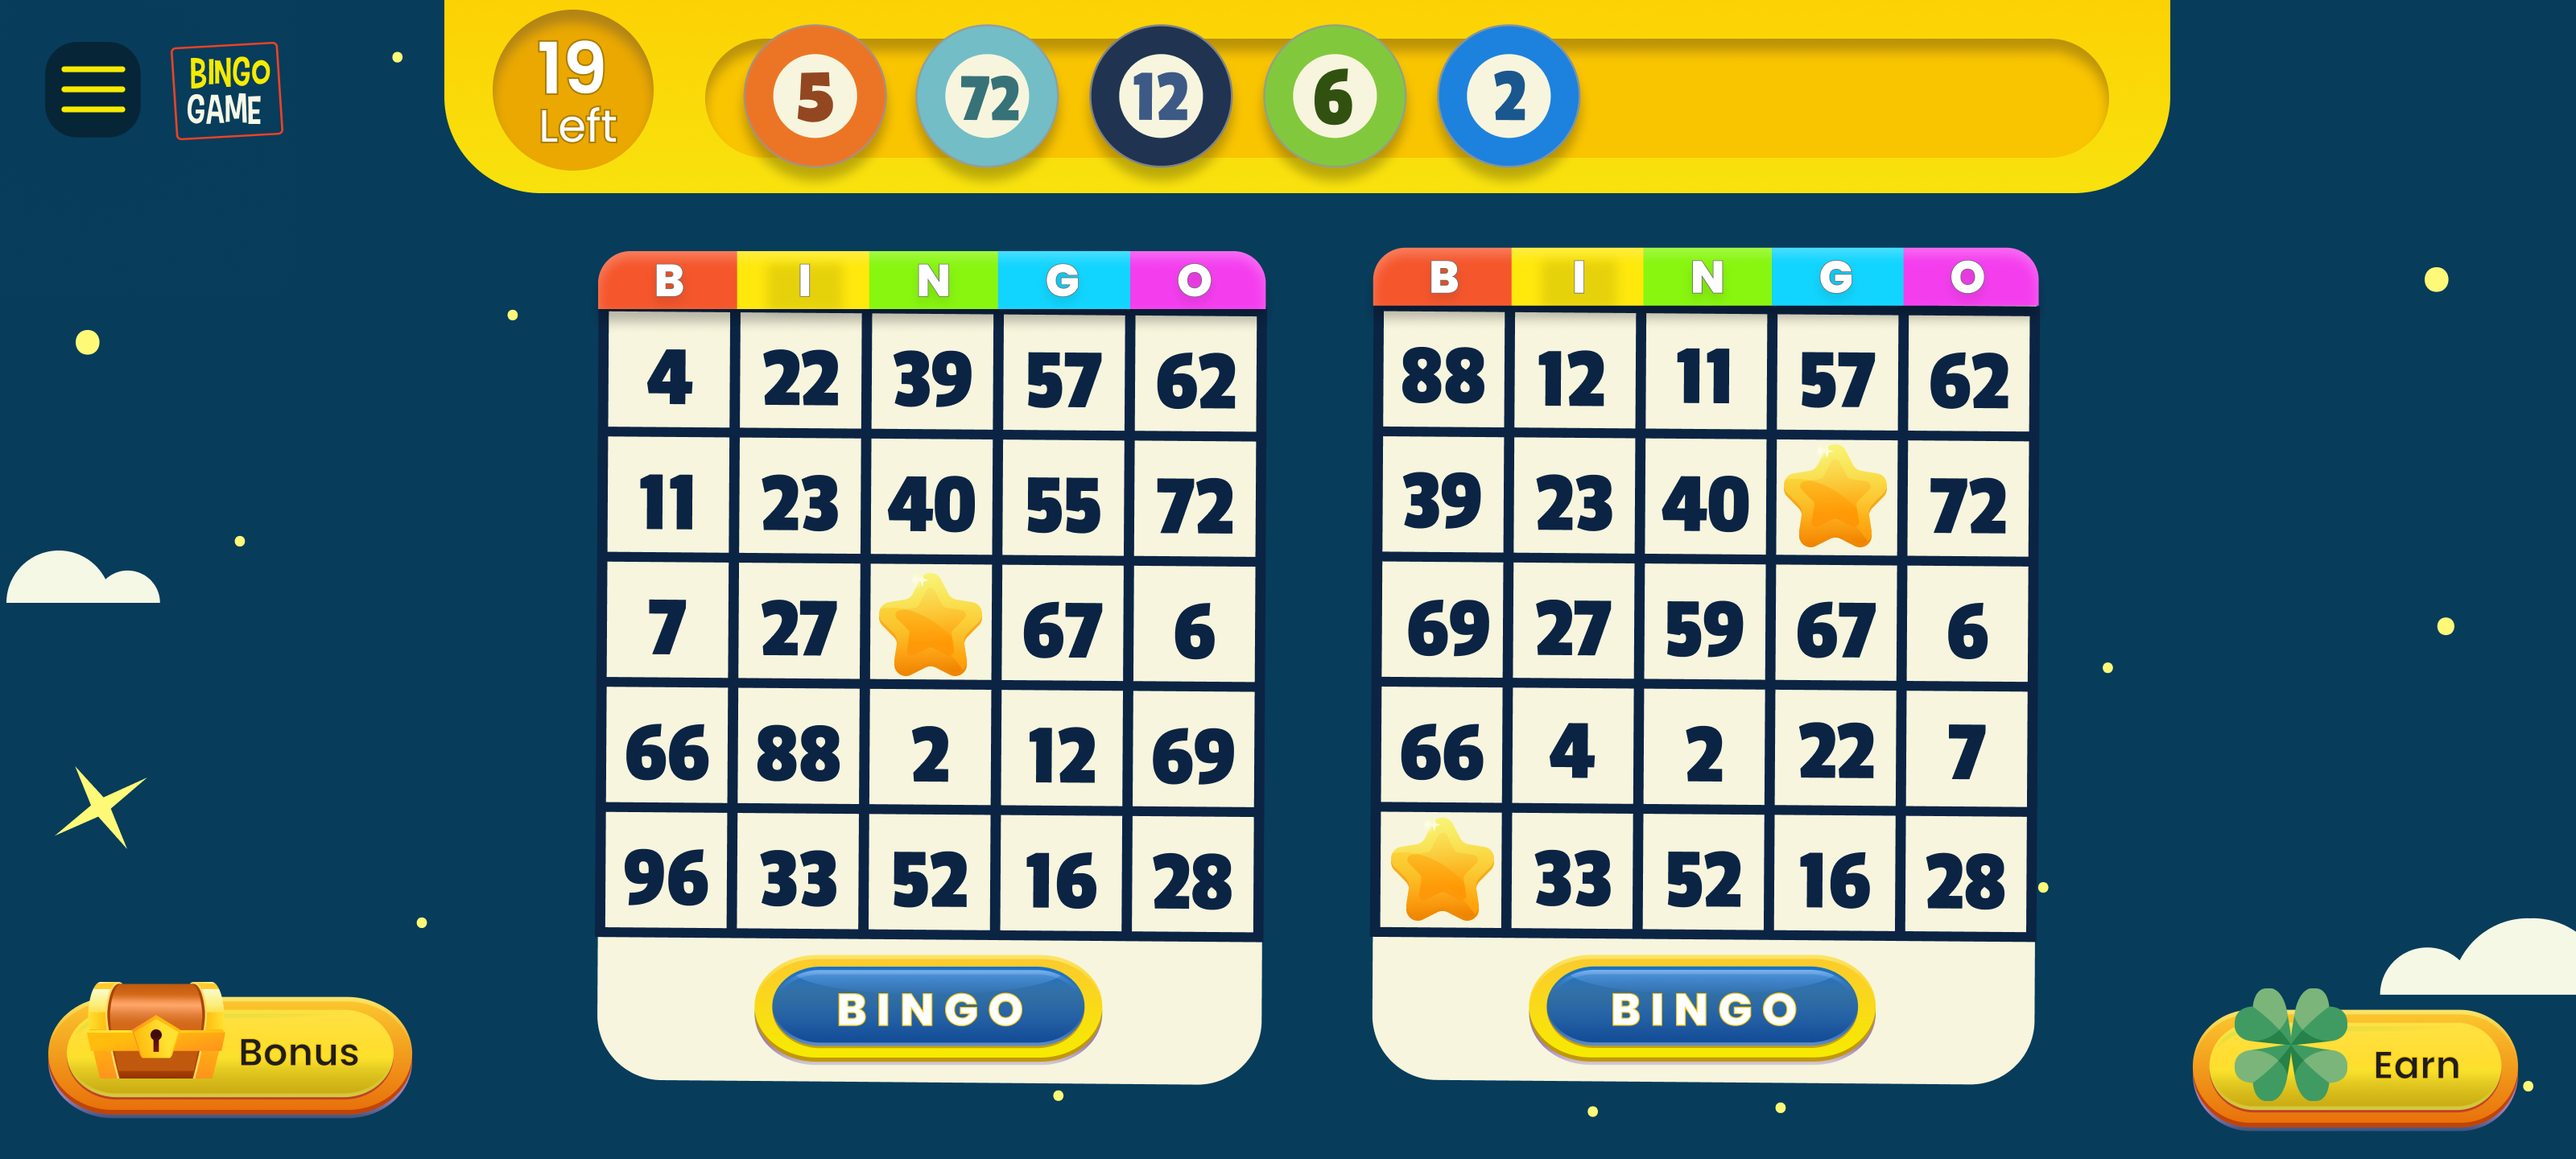 BINGO
GAME
19
Left
5 72 12 6 2
B I N G O
4 22 39 57 62
11 23 40 55 72
7 27 67 6
66 88 2 12 69
96 33 52 16 28
BINGO
B I N G O
88 12 11 57 62
39 23 40 72
69 27 59 67 6
66 4 2 22 7
33 52 16 28
BINGO
Bonus
Earn